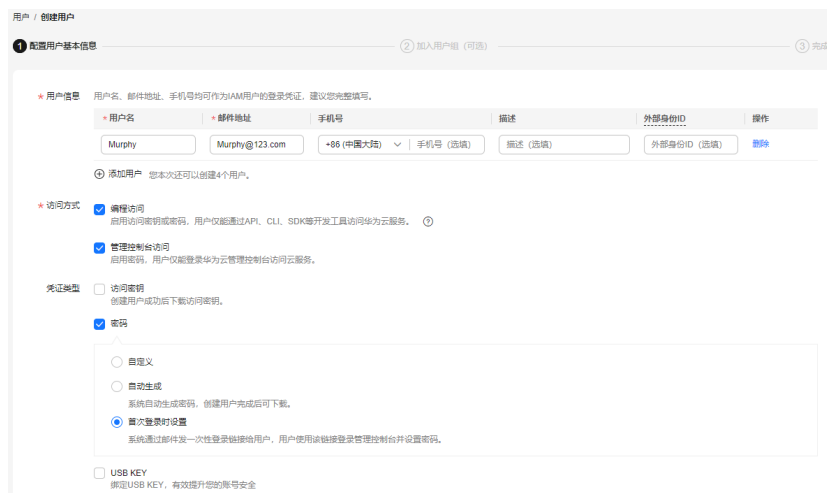 用户 / 创建用户
1 配置用户基本信息 2 加入用户组（可选） 3 完成
* 用户信息 用户名、邮件地址、手机号均可作为IAM用户的登录凭证，建议您完整填写。
* 用户名 * 邮件地址 手机号 描述 外部身份ID 操作
Murphy Murphy@123.com +86 (中国大陆) 手机号（选填） 描述（选填） 外部身份ID（选填） 删除
添加用户 您本次还可以创建4个用户。
* 访问方式 编程访问
启用访问密钥或密码，用户仅能通过API、CLI、SDK等开发工具访问华为云服务。 ?
管理控制台访问
启用密码，用户仅能登录华为云管理控制台访问云服务。
凭证类型 访问密钥
创建用户成功后下载访问密钥。
密码
自定义
自动生成
系统自动生成密码，创建用户完成后可下载。
首次登录时设置
系统通过邮件发一次性登录链接给用户，用户使用该链接登录管理控制台并设置密码。
USB KEY
绑定USB KEY，有效提升您的账号安全